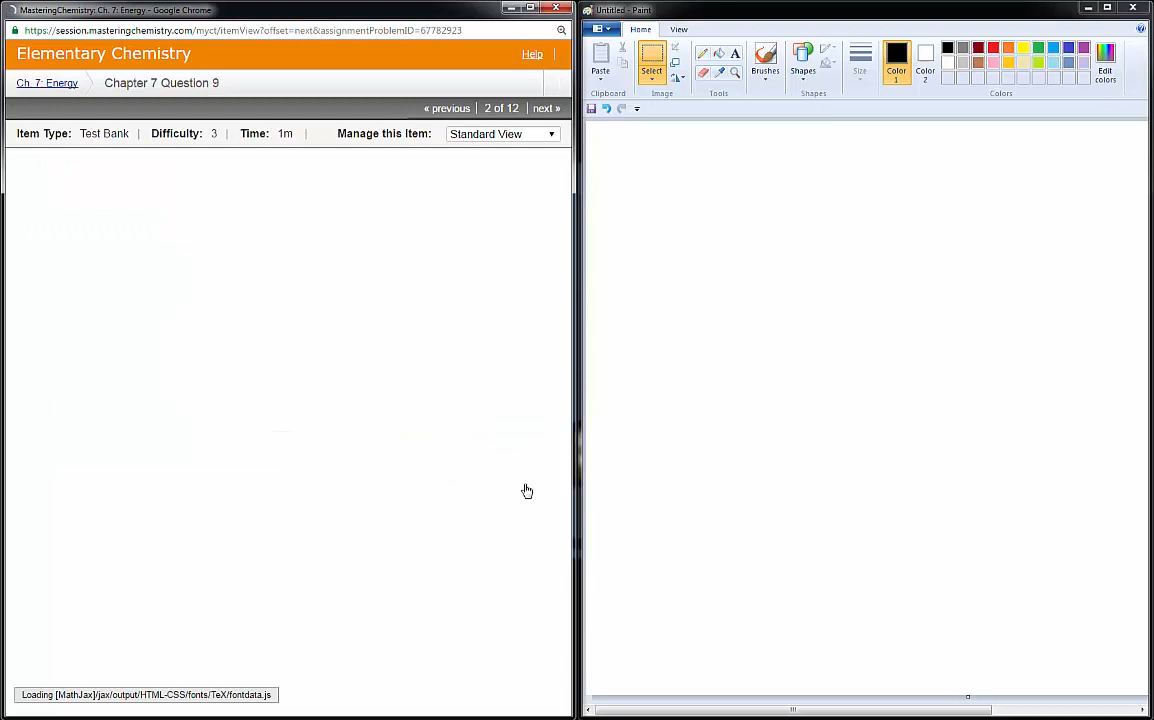 MasteringChemistry: Ch. 7: Energy - Google Chrome
https://session.masteringchemistry.com/myct/itemView?offset=next&assignmentProblemID=67782923
Elementary Chemistry
Help
Ch. 7: Energy
Chapter 7 Question 9
« previous
2 of 12
next »
Item Type: Test Bank | Difficulty: 3 | Time: 1m | Manage this Item: Standard View
Loading [MathJax]/jax/output/HTML-CSS/fonts/TeX/fontdata.js
Untitled - Paint
Home
View
Paste
Select
Brushes
Shapes
Size
Color 1
Color 2
Edit colors
Clipboard
Image
Tools
Shapes
Colors